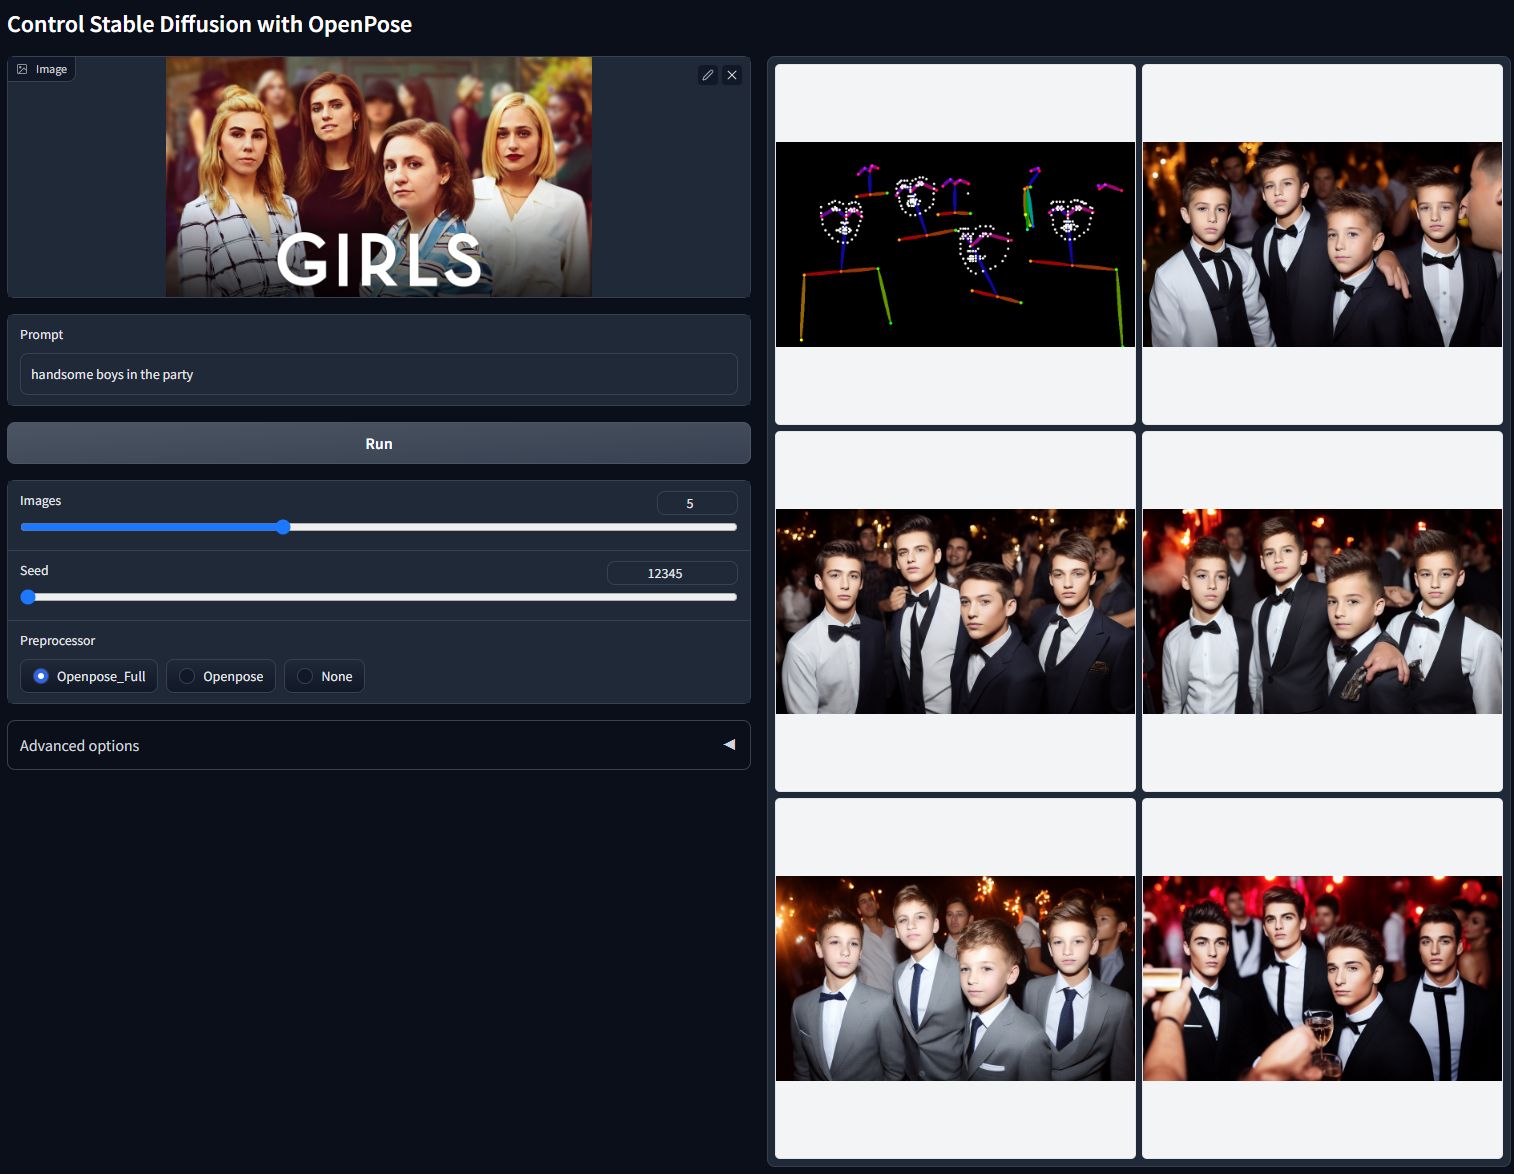 Control Stable Diffusion with OpenPose
Image
GIRLS
Prompt
handsome boys in the party
Run
Images
5
Seed
12345
Preprocessor
Openpose_Full
Openpose
None
Advanced options